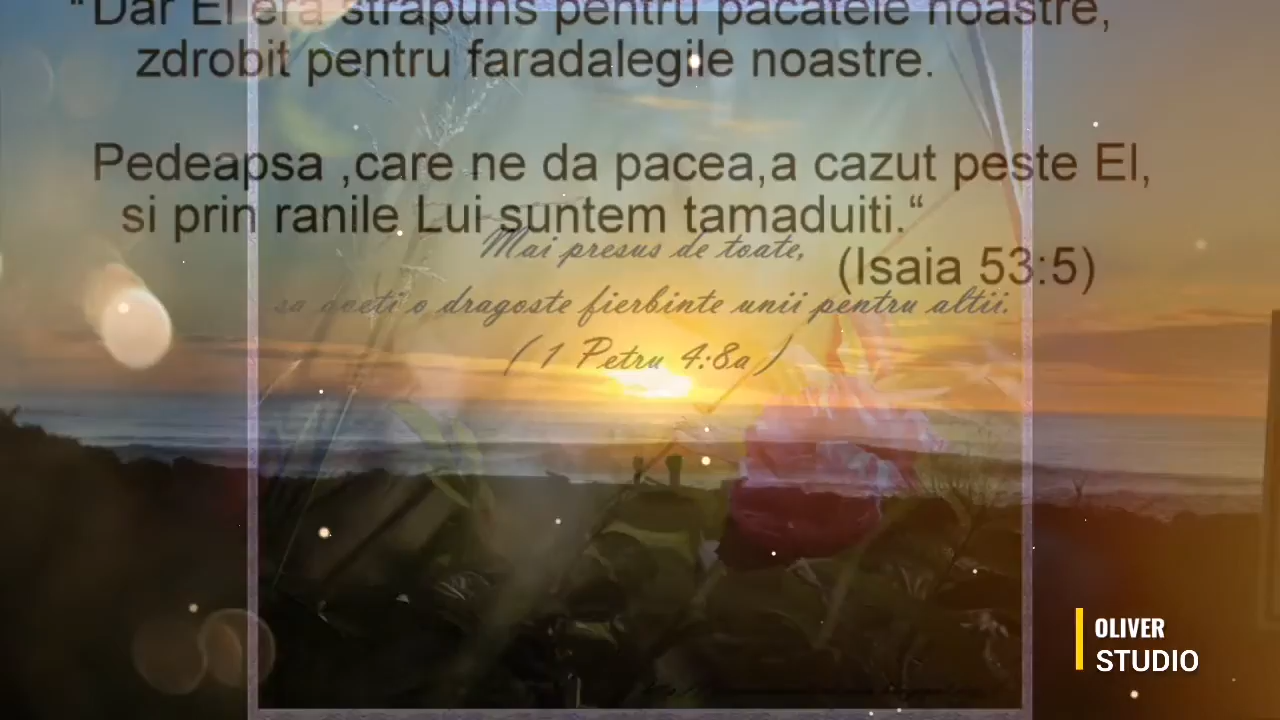 “Dar El era strapuns pentru pacatele noastre,
zdrobit pentru faradalegile noastre.
Pedeapsa ,care ne da pacea,a cazut peste El,
si prin ranile Lui suntem tamaduiti.“
(Isaia 53:5)
Mai presus de toate,
sa aveti o dragoste fierbinte unii pentru altii.
( 1 Petru 4:8a )
OLIVER
STUDIO